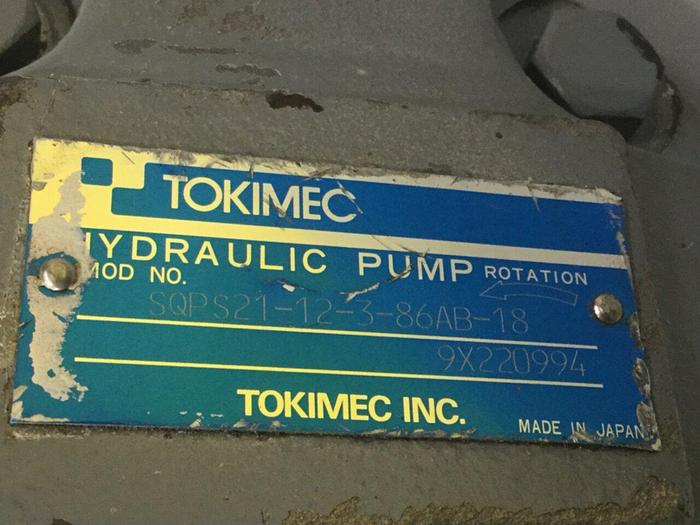 TOKIMEC
HYDRAULIC PUMP ROTATION
MOD NO.
SQPS21-12-3-86AB-18
9X220994
TOKIMEC INC.
MADE IN JAPAN